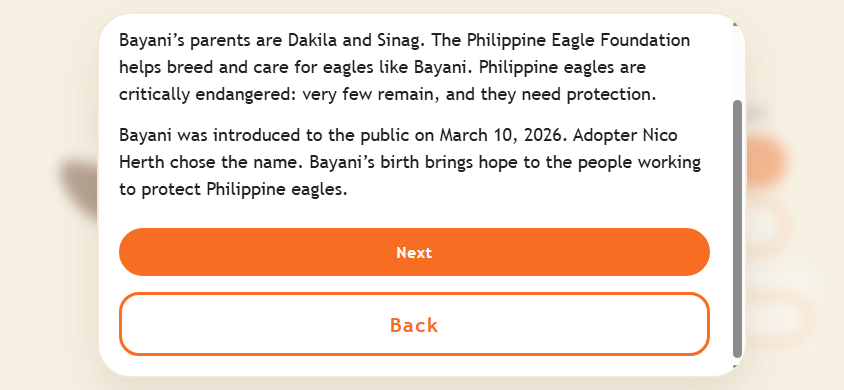 Bayani’s parents are Dakila and Sinag. The Philippine Eagle Foundation
helps breed and care for eagles like Bayani. Philippine eagles are
critically endangered: very few remain, and they need protection.
Bayani was introduced to the public on March 10, 2026. Adopter Nico
Herth chose the name. Bayani’s birth brings hope to the people working
to protect Philippine eagles.
Next
Back